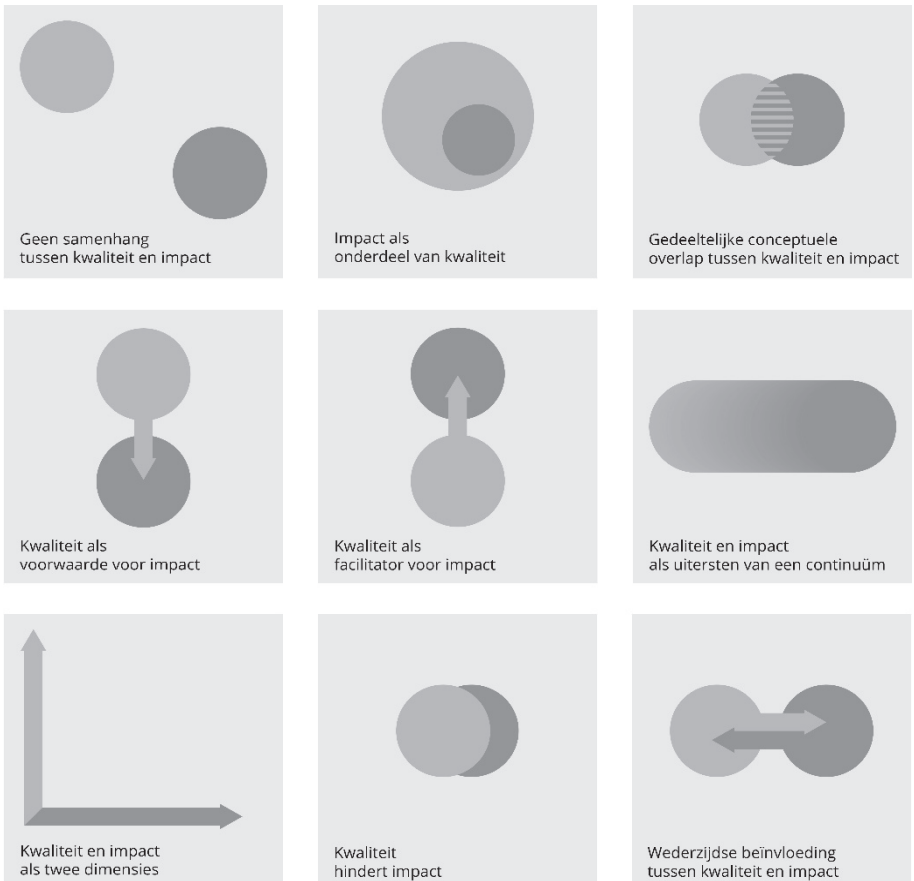 Geen samenhang
tussen kwaliteit en impact
Impact als
onderdeel van kwaliteit
Gedeeltelijke conceptuele
overlap tussen kwaliteit en impact
Kwaliteit als
voorwaarde voor impact
Kwaliteit als
facilitator voor impact
Kwaliteit en impact
als uitersten van een continuüm
Kwaliteit en impact
als twee dimensies
Kwaliteit
hindert impact
Wederzijdse beïnvloeding
tussen kwaliteit en impact